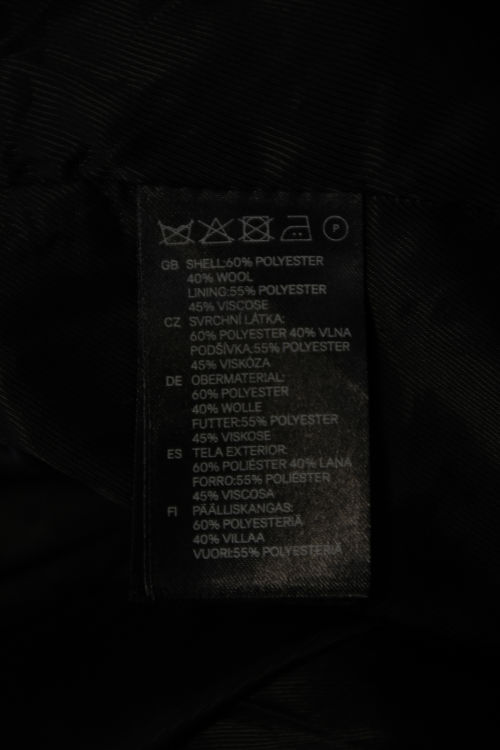 P
GB SHELL:60% POLYESTER
40% WOOL
LINING:55% POLYESTER
45% VISCOSE
CZ SVRCHNÍ LÁTKA:
60% POLYESTER 40% VLNA
PODŠÍVKA:55% POLYESTER
45% VISKÓZA
DE OBERMATERIAL:
60% POLYESTER
40% WOLLE
FUTTER:55% POLYESTER
45% VISKOSE
ES TELA EXTERIOR:
60% POLIÉSTER 40% LANA
FORRO:55% POLIÉSTER
45% VISCOSA
FI PÄÄLLISKANGAS:
60% POLYESTERIÄ
40% VILLAA
VUORI:55% POLYESTERIÄ